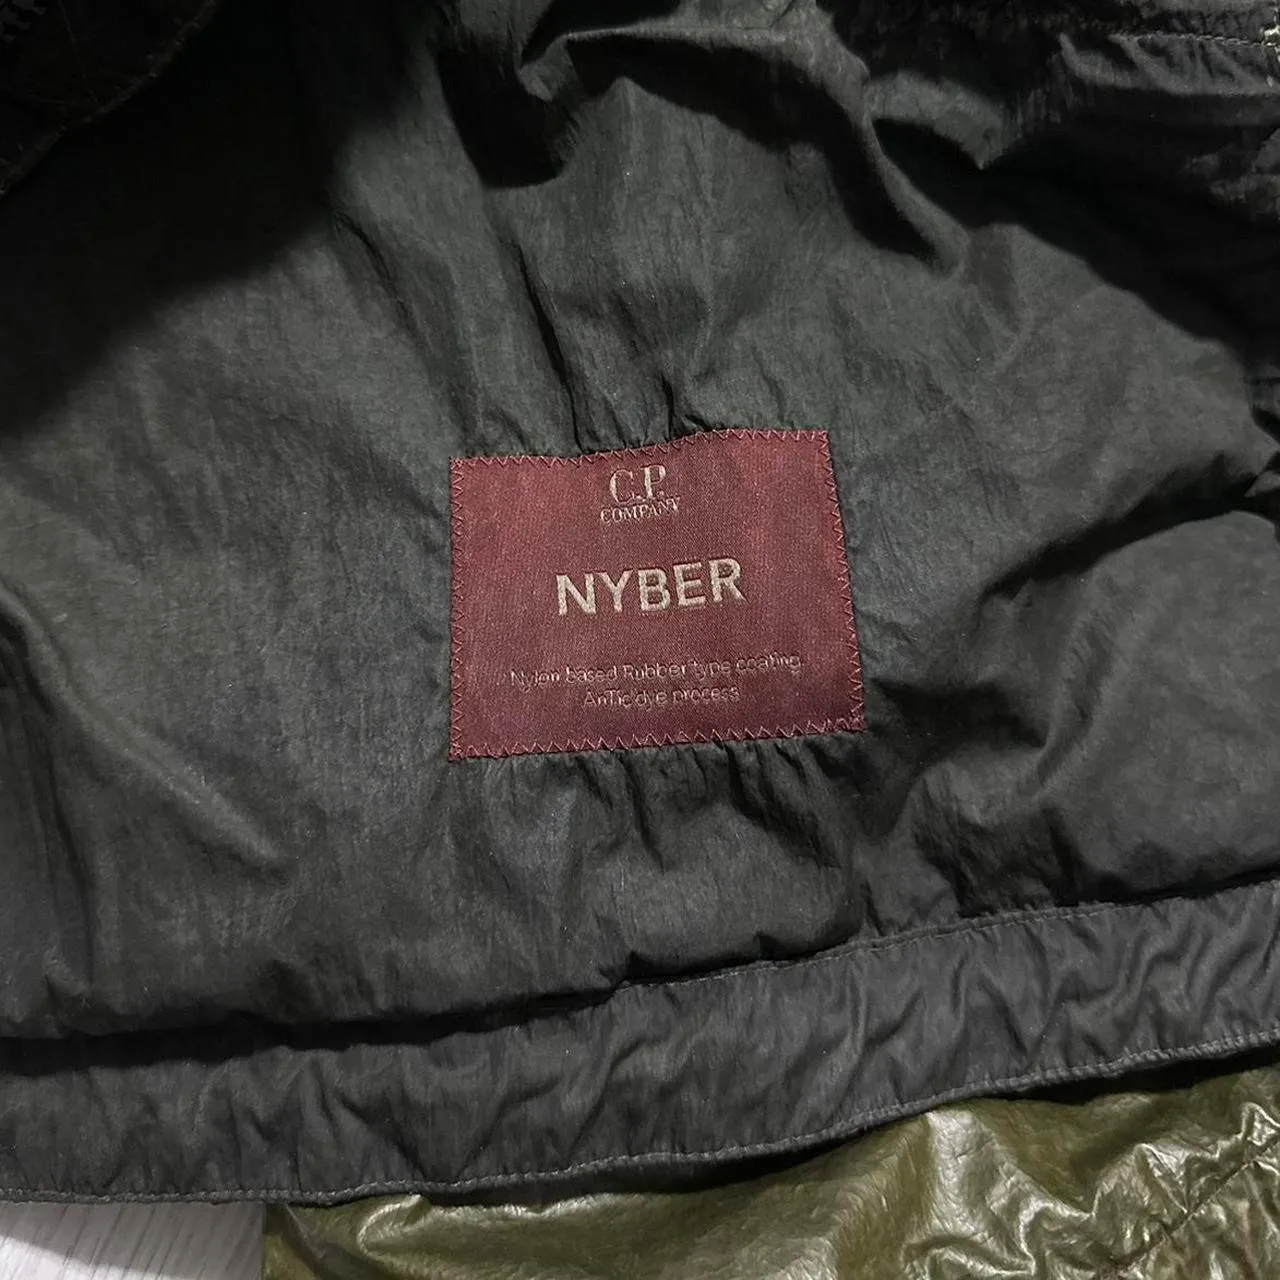 C.P.
COMPANY
NYBER
Nylon based Rubber type coating
AnTic dye process